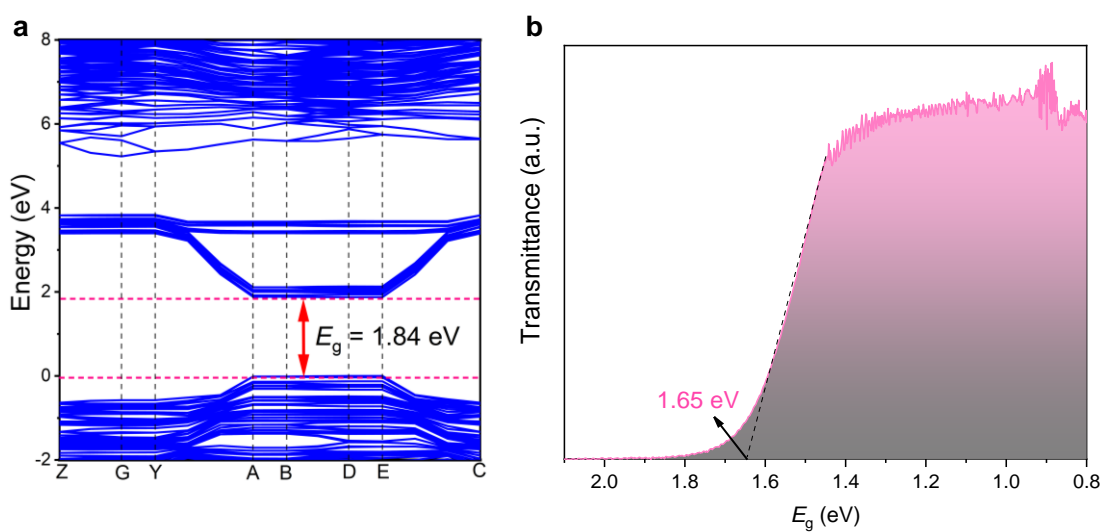 a
8
6
4
2
0
-2
Energy (eV)
E_g = 1.84 eV
Z G Y A B D E C
b
Transmittance (a.u.)
1.65 eV
2.0 1.8 1.6 1.4 1.2 1.0 0.8
E_g (eV)